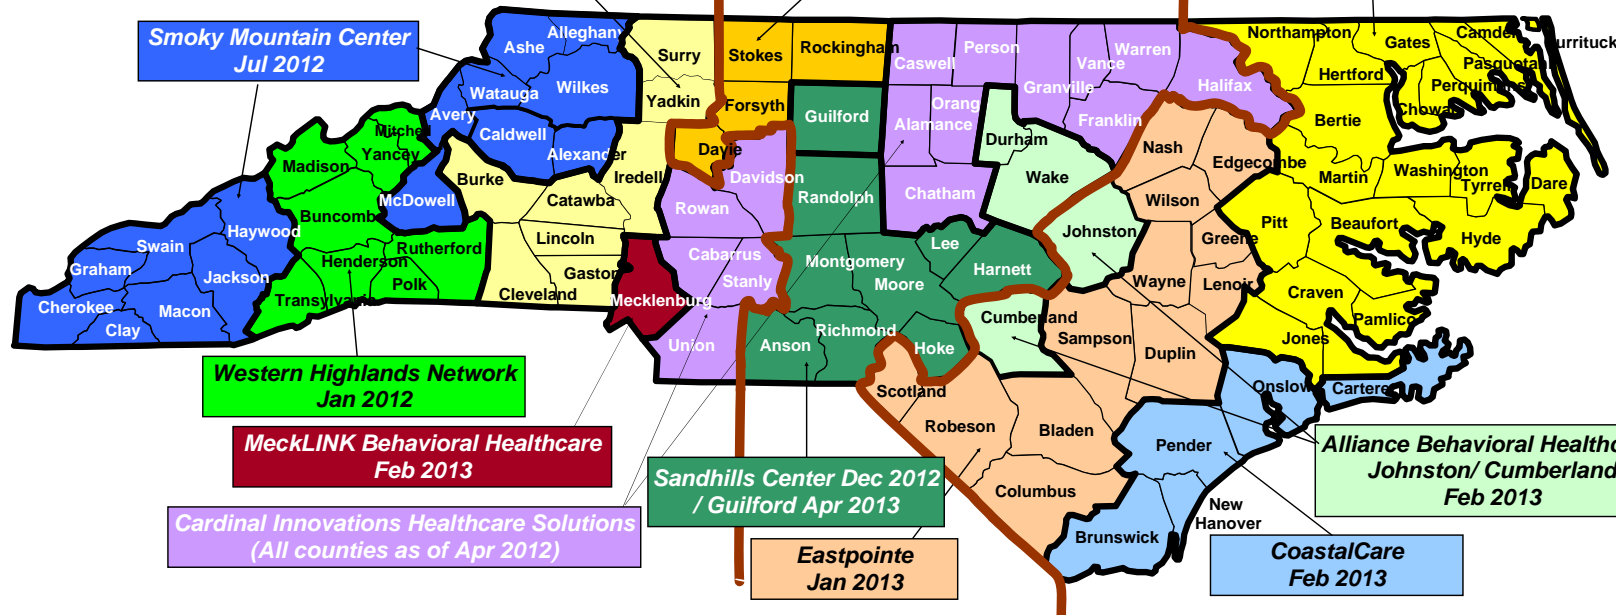 Smoky Mountain Center
Jul 2012
Ashe
Alleghany
Surry
Stokes
Rockingham
Caswell
Person
Vance
Warren
Northampton
Gates
Camden
urrituck
Pasquotan
Hertford
Perquimans
Chowa
Watauga
Wilkes
Yadkin
Forsyth
Guilford
Orang
Alamance
Granville
Franklin
Halifax
Bertie
Avery
Caldwell
Alexander
Mitchel
Yancey
Madison
Burke
Iredell
Davie
Davidson
Durham
Nash
Edgecombe
Martin
Washington
Tyrrell
Dare
McDowell
Catawba
Rowan
Randolph
Chatham
Wake
Wilson
Buncomb
Haywood
Swain
Rutherford
Lincoln
Cabarrus
Lee
Johnston
Greene
Pitt
Beaufort
Hyde
Graham
Jackson
Henderson
Polk
Gaston
Cleveland
Stanly
Montgomery
Moore
Harnett
Wayne
Lenoir
Craven
Pamlico
Cherokee
Macon
Clay
Transylvania
Mecklenburg
Union
Anson
Richmond
Hoke
Cumberland
Sampson
Duplin
Jones
Western Highlands Network
Jan 2012
Scotland
Robeson
Bladen
Onslow
Carteret
Pender
Columbus
Brunswick
New
Hanover
MeckLINK Behavioral Healthcare
Feb 2013
Sandhills Center Dec 2012
/ Guilford Apr 2013
Alliance Behavioral Healthc
Johnston/ Cumberland
Feb 2013
Cardinal Innovations Healthcare Solutions
(All counties as of Apr 2012)
Eastpointe
Jan 2013
CoastalCare
Feb 2013